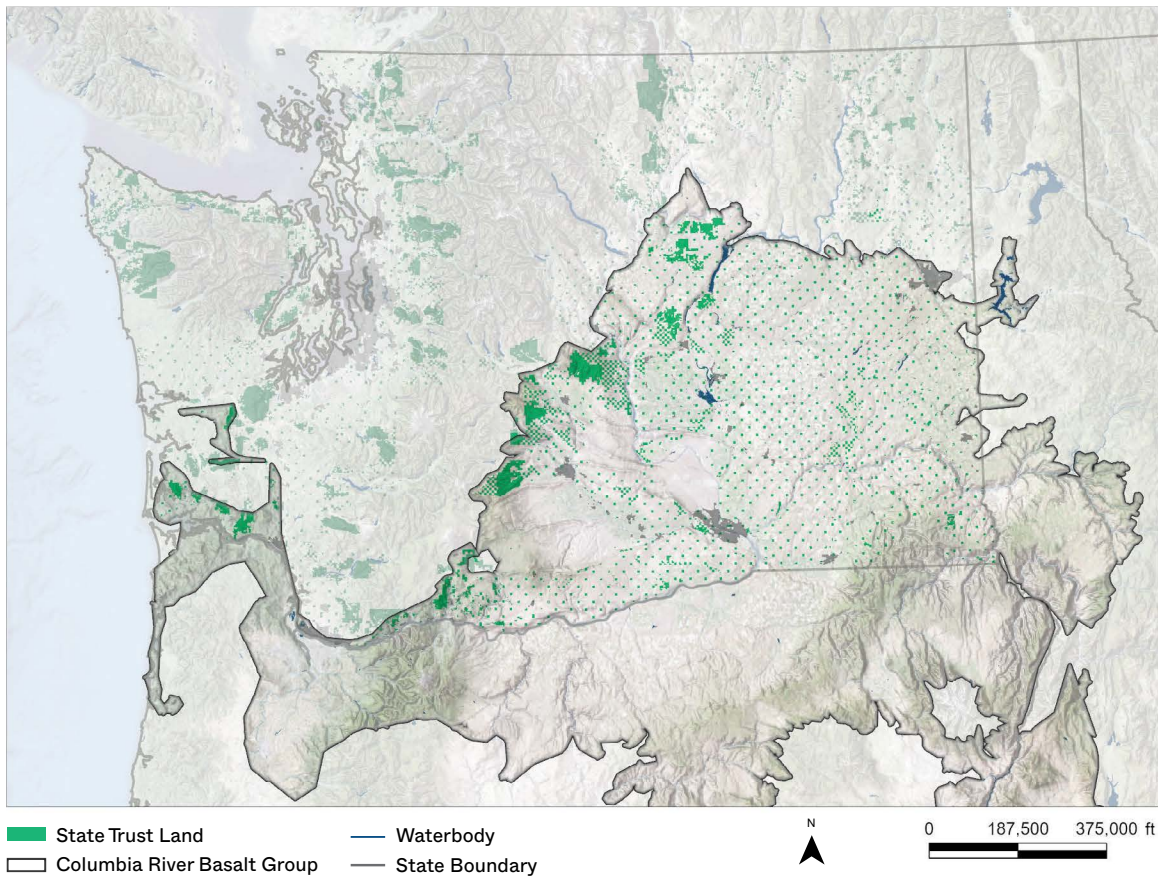 State Trust Land
Columbia River Basalt Group
Waterbody
State Boundary
N
0 187,500 375,000 ft